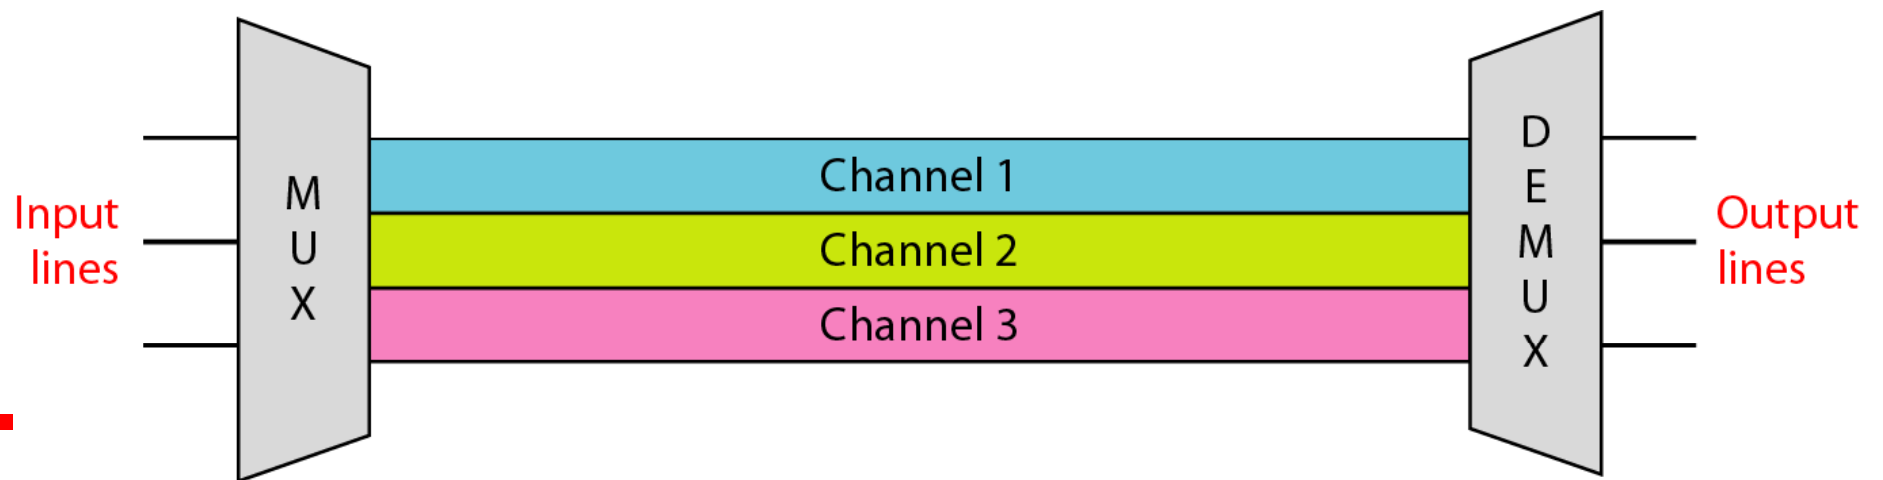 Input
lines
M
U
X
Channel 1
Channel 2
Channel 3
D
E
M
U
X
Output
lines